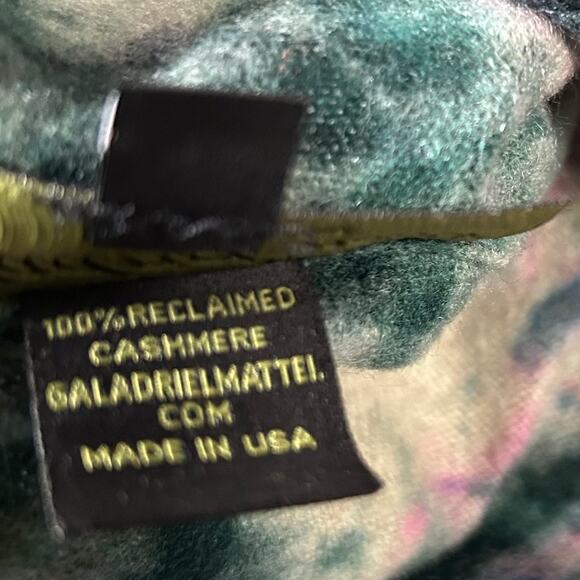 100% RECLAIMED
CASHMERE
GALADRIELMATTEI.
COM
MADE IN USA